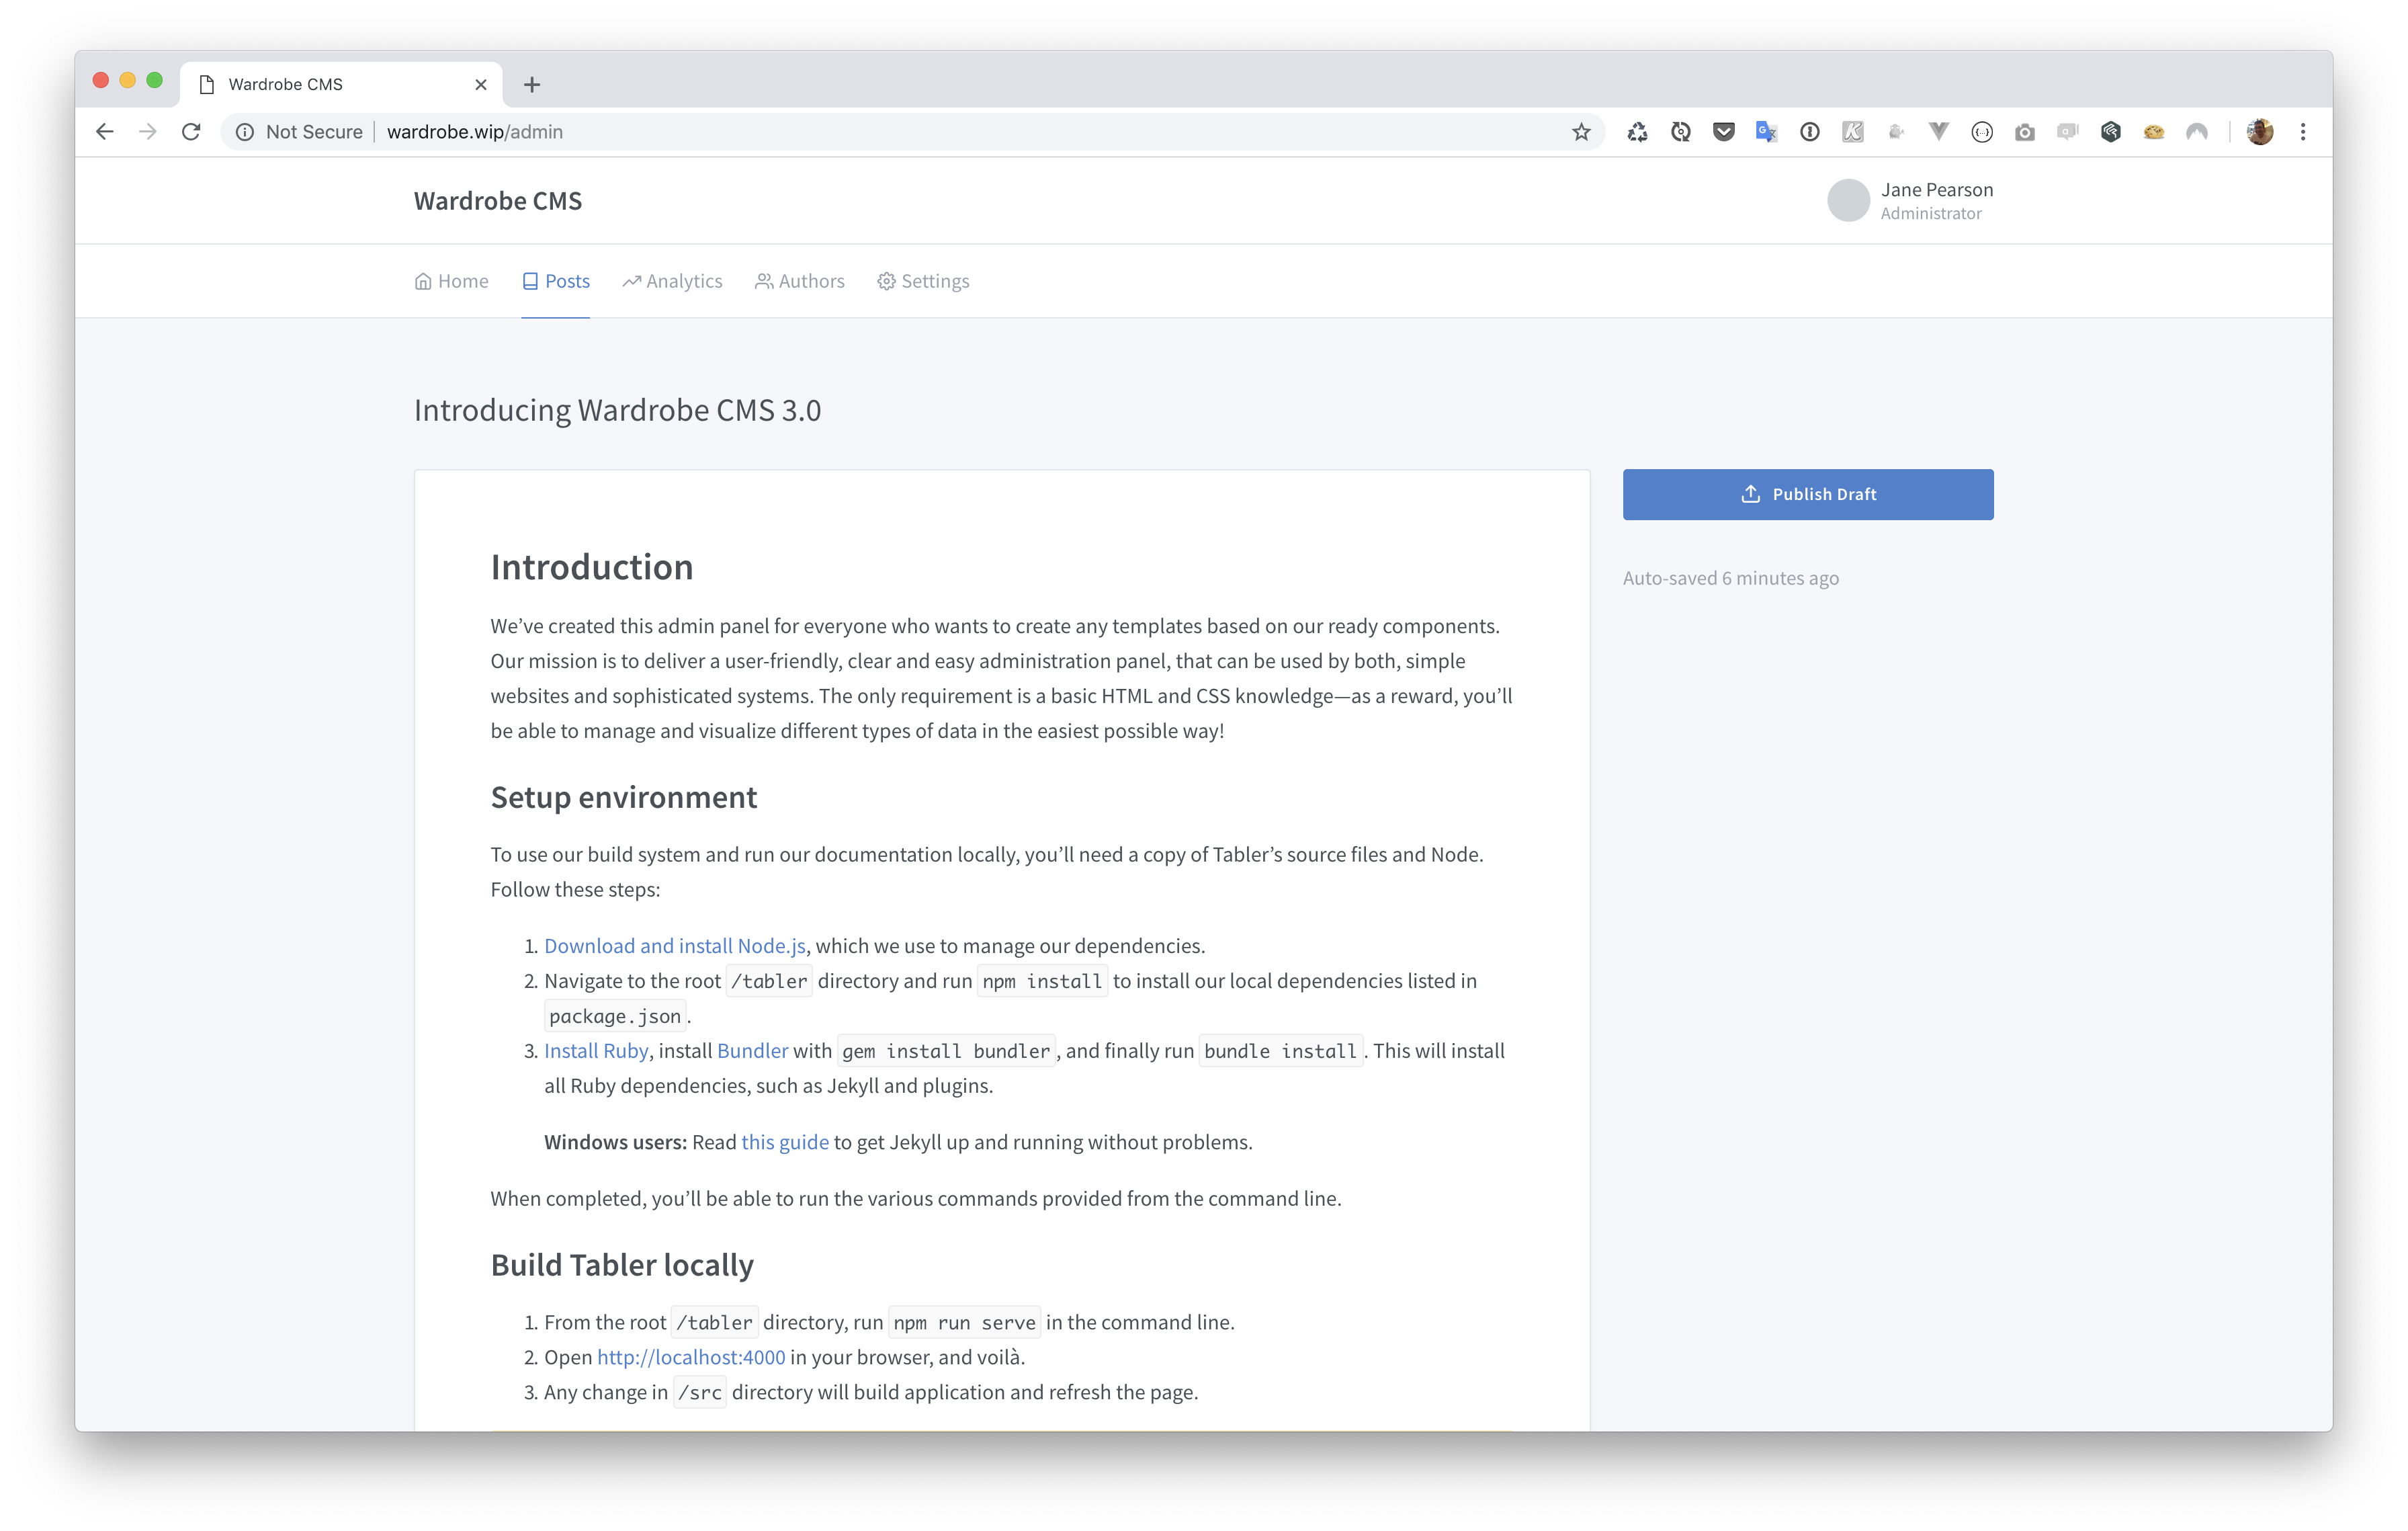 Wardrobe CMS
Not Secure
wardrobe.wip/admin
Wardrobe CMS
Jane Pearson
Administrator
Home Posts Analytics Authors Settings
Introducing Wardrobe CMS 3.0
Publish Draft
Auto-saved 6 minutes ago
Introduction
We’ve created this admin panel for everyone who wants to create any templates based on our ready components.
Our mission is to deliver a user-friendly, clear and easy administration panel, that can be used by both, simple
websites and sophisticated systems. The only requirement is a basic HTML and CSS knowledge—as a reward, you’ll
be able to manage and visualize different types of data in the easiest possible way!
Setup environment
To use our build system and run our documentation locally, you’ll need a copy of Tabler’s source files and Node.
Follow these steps:
1. Download and install Node.js, which we use to manage our dependencies.
2. Navigate to the root /tabler directory and run npm install to install our local dependencies listed in
package.json.
3. Install Ruby, install Bundler with gem install bundler, and finally run bundle install. This will install
all Ruby dependencies, such as Jekyll and plugins.
Windows users: Read this guide to get Jekyll up and running without problems.
When completed, you’ll be able to run the various commands provided from the command line.
Build Tabler locally
1. From the root /tabler directory, run npm run serve in the command line.
2. Open http://localhost:4000 in your browser, and voilà.
3. Any change in /src directory will build application and refresh the page.